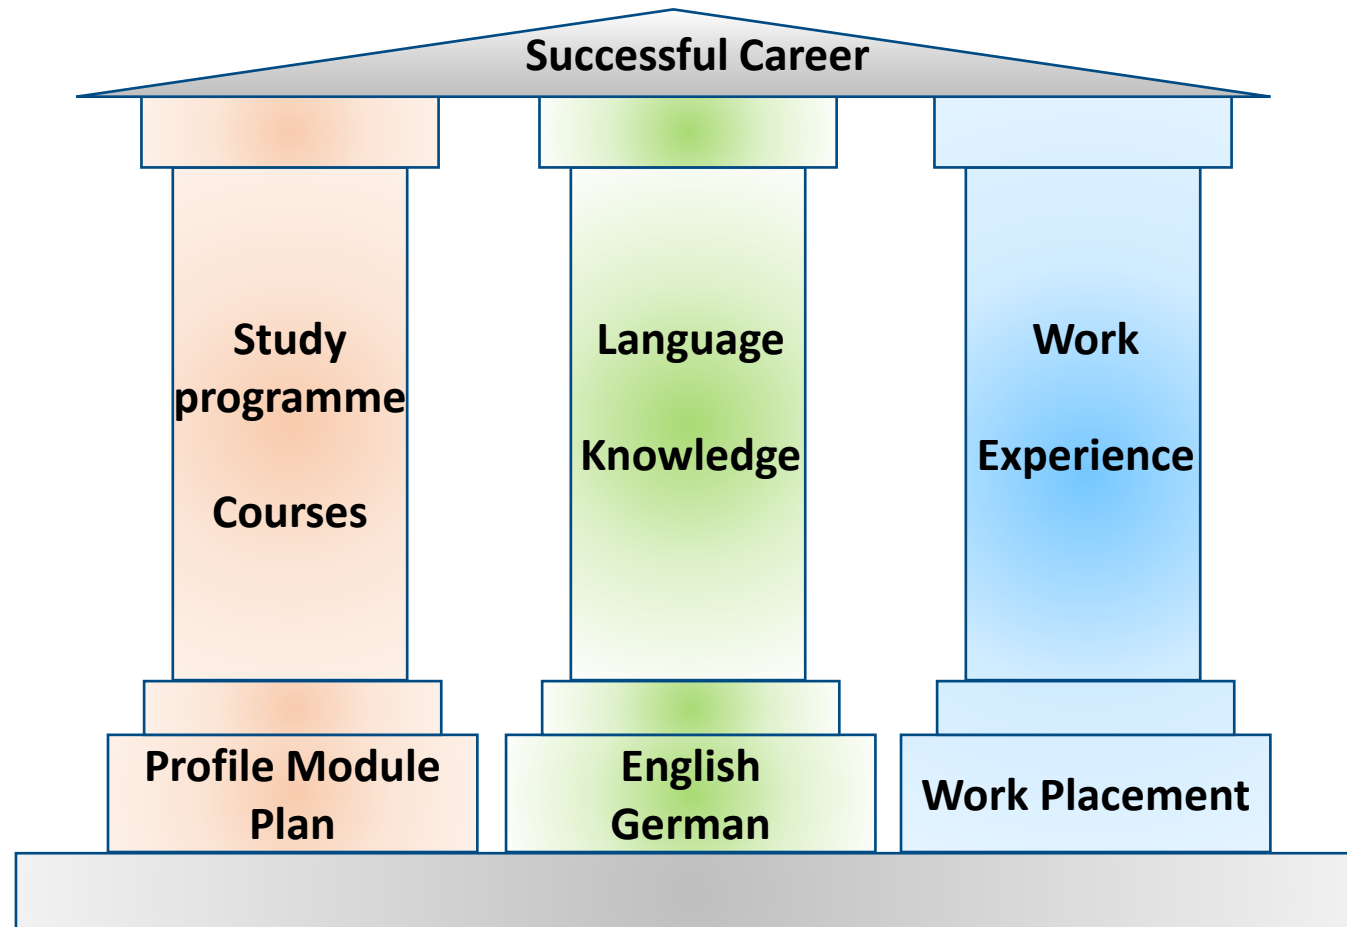 Successful Career
Study
programme
Courses
Language
Knowledge
Work
Experience
Profile Module
Plan
English
German
Work Placement